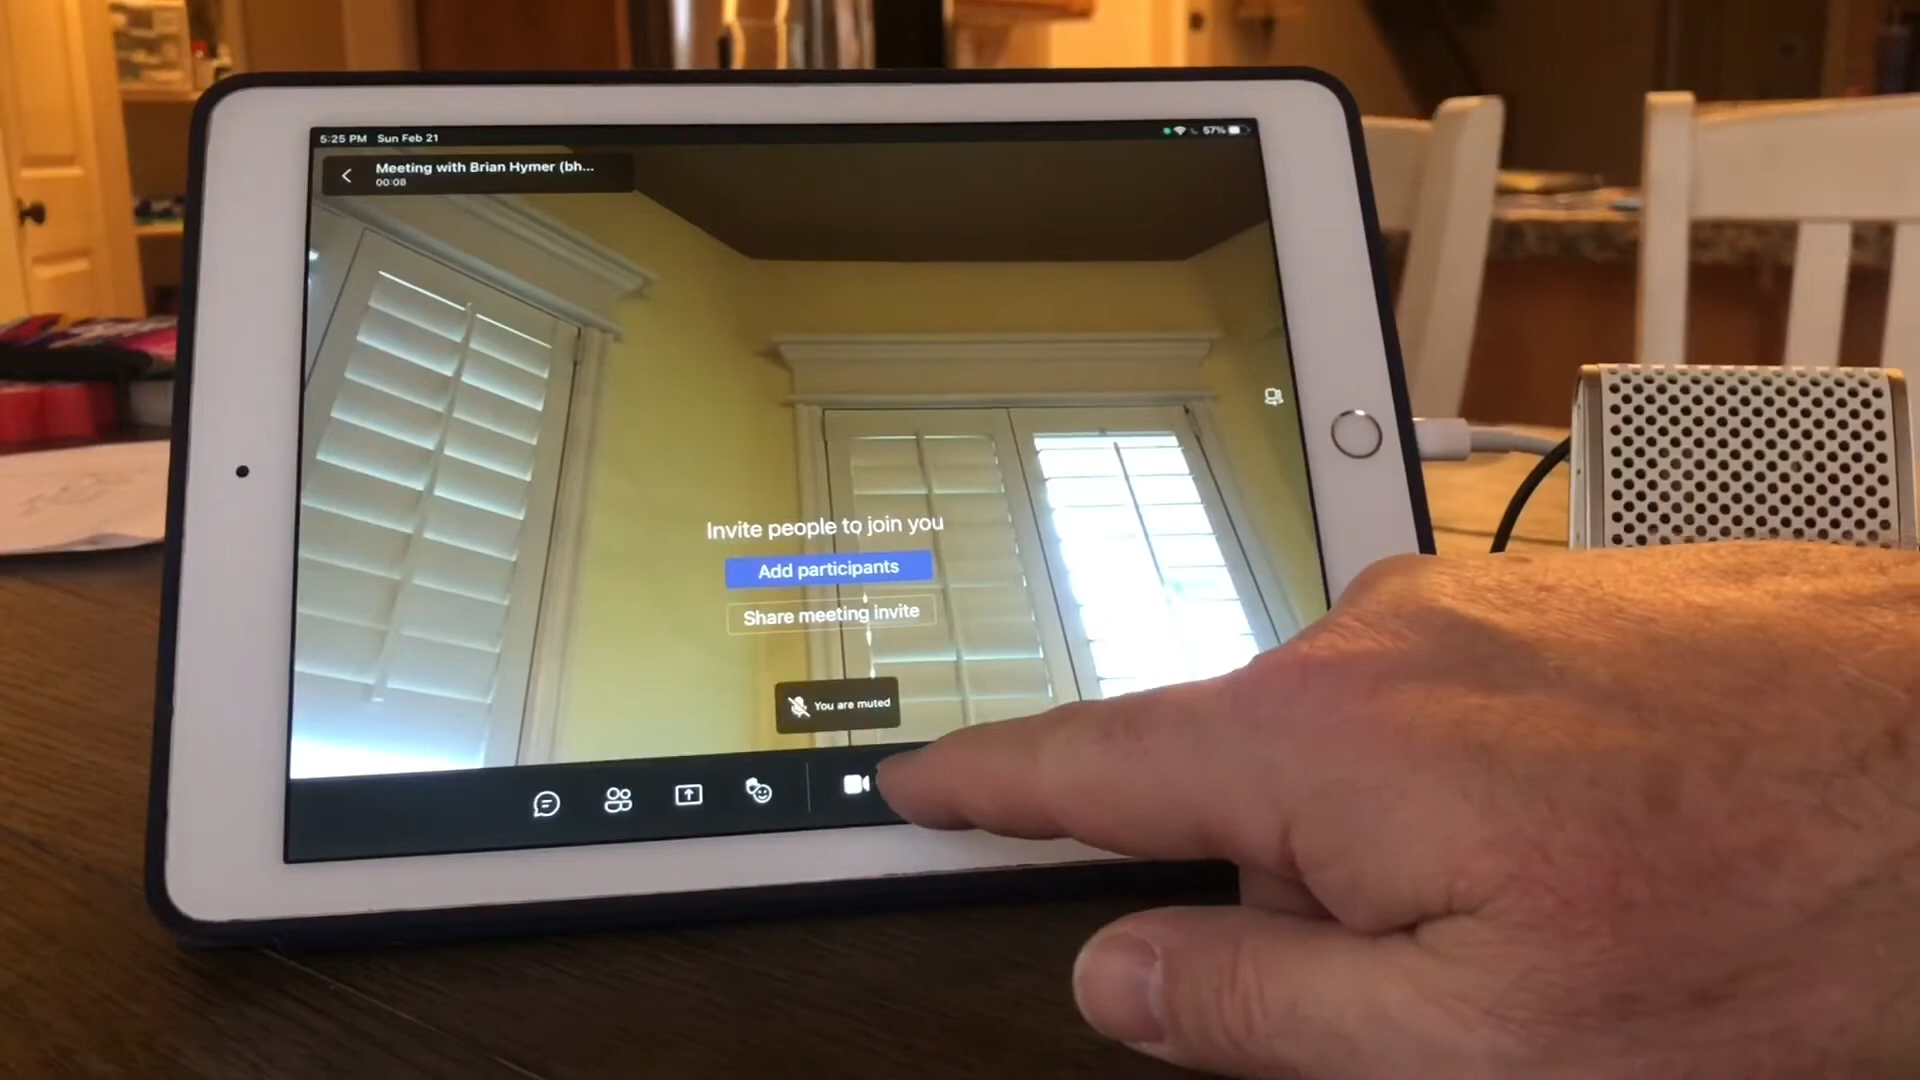 5:25 PM Sun Feb 21
57%
Meeting with Brian Hymer (bh...
00:08
Invite people to join you
Add participants
Share meeting invite
You are muted